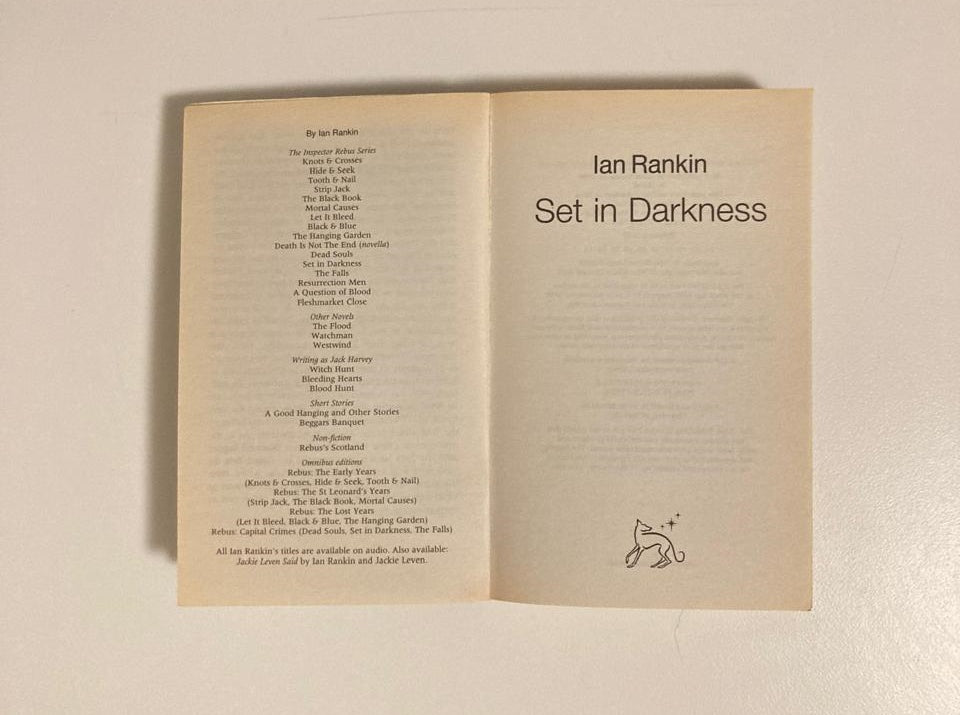 By Ian Rankin
The Inspector Rebus Series
Knots & Crosses
Hide & Seek
Tooth & Nail
Strip Jack
The Black Book
Mortal Causes
Let It Bleed
Black & Blue
The Hanging Garden
Death Is Not The End (novella)
Dead Souls
Set in Darkness
The Falls
Resurrection Men
A Question of Blood
Fleshmarket Close
Other Novels
The Flood
Watchman
Westwind
Writing as Jack Harvey
Witch Hunt
Bleeding Hearts
Blood Hunt
Short Stories
A Good Hanging and Other Stories
Beggars Banquet
Non-fiction
Rebus's Scotland
Omnibus editions
Rebus: The Early Years
(Knots & Crosses, Hide & Seek, Tooth & Nail)
Rebus: The St Leonard's Years
(Strip Jack, The Black Book, Mortal Causes)
Rebus: The Lost Years
(Let It Bleed, Black & Blue, The Hanging Garden)
Rebus: Capital Crimes (Dead Souls, Set in Darkness, The Falls)
All Ian Rankin's titles are available on audio. Also available:
Jackie Leven Said by Ian Rankin and Jackie Leven.
Ian Rankin
Set in Darkness